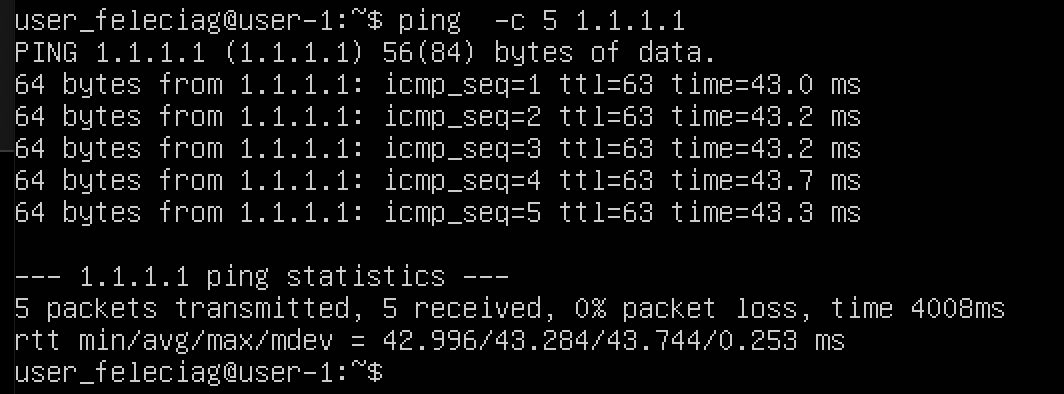 user_feleciag@user-1:~$ ping  -c 5 1.1.1.1
PING 1.1.1.1 (1.1.1.1) 56(84) bytes of data.
64 bytes from 1.1.1.1: icmp_seq=1 ttl=63 time=43.0 ms
64 bytes from 1.1.1.1: icmp_seq=2 ttl=63 time=43.2 ms
64 bytes from 1.1.1.1: icmp_seq=3 ttl=63 time=43.2 ms
64 bytes from 1.1.1.1: icmp_seq=4 ttl=63 time=43.7 ms
64 bytes from 1.1.1.1: icmp_seq=5 ttl=63 time=43.3 ms

--- 1.1.1.1 ping statistics ---
5 packets transmitted, 5 received, 0% packet loss, time 4008ms
rtt min/avg/max/mdev = 42.996/43.284/43.744/0.253 ms
user_feleciag@user-1:~$